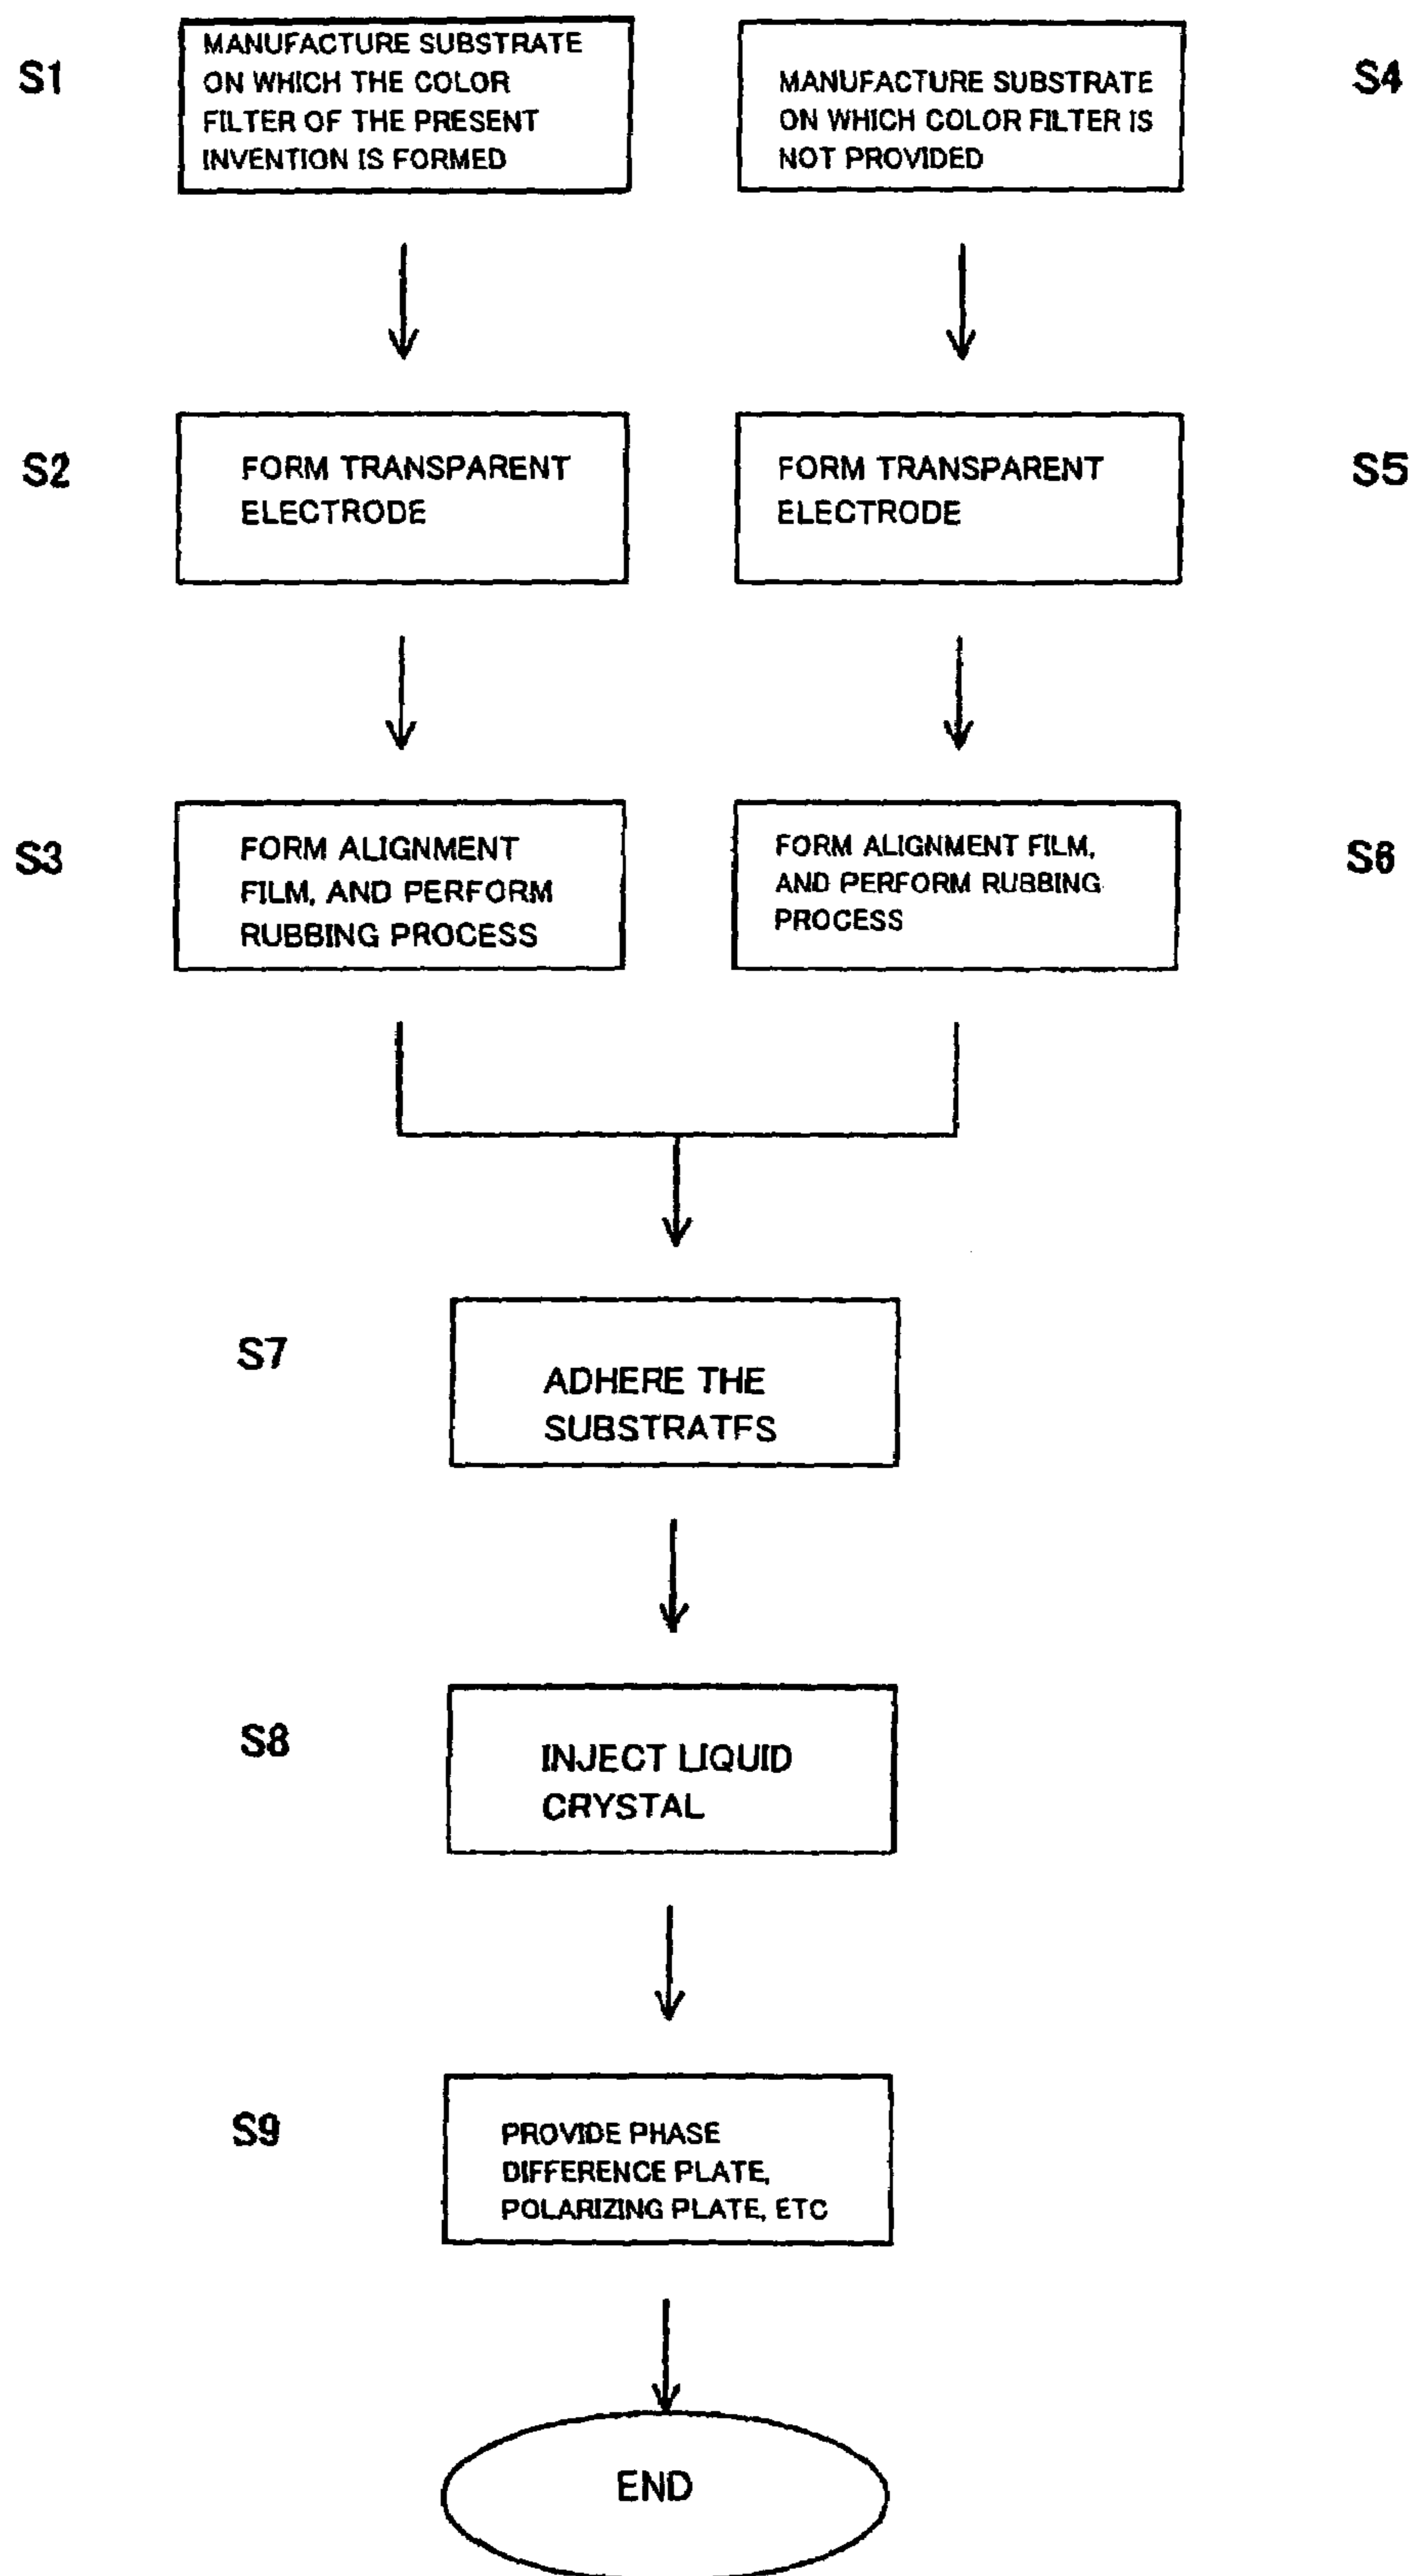 S1
MANUFACTURE SUBSTRATE
ON WHICH THE COLOR
FILTER OF THE PRESENT
INVENTION IS FORMED
MANUFACTURE SUBSTRATE
ON WHICH COLOR FILTER IS
NOT PROVIDED
S4
S2
FORM TRANSPARENT
ELECTRODE
FORM TRANSPARENT
ELECTRODE
S5
S3
FORM ALIGNMENT
FILM, AND PERFORM
RUBBING PROCESS
FORM ALIGNMENT FILM,
AND PERFORM RUBBING
PROCESS
S6
S7
ADHERE THE
SUBSTRATES
S8
INJECT LIQUID
CRYSTAL
S9
PROVIDE PHASE
DIFFERENCE PLATE,
POLARIZING PLATE, ETC
END